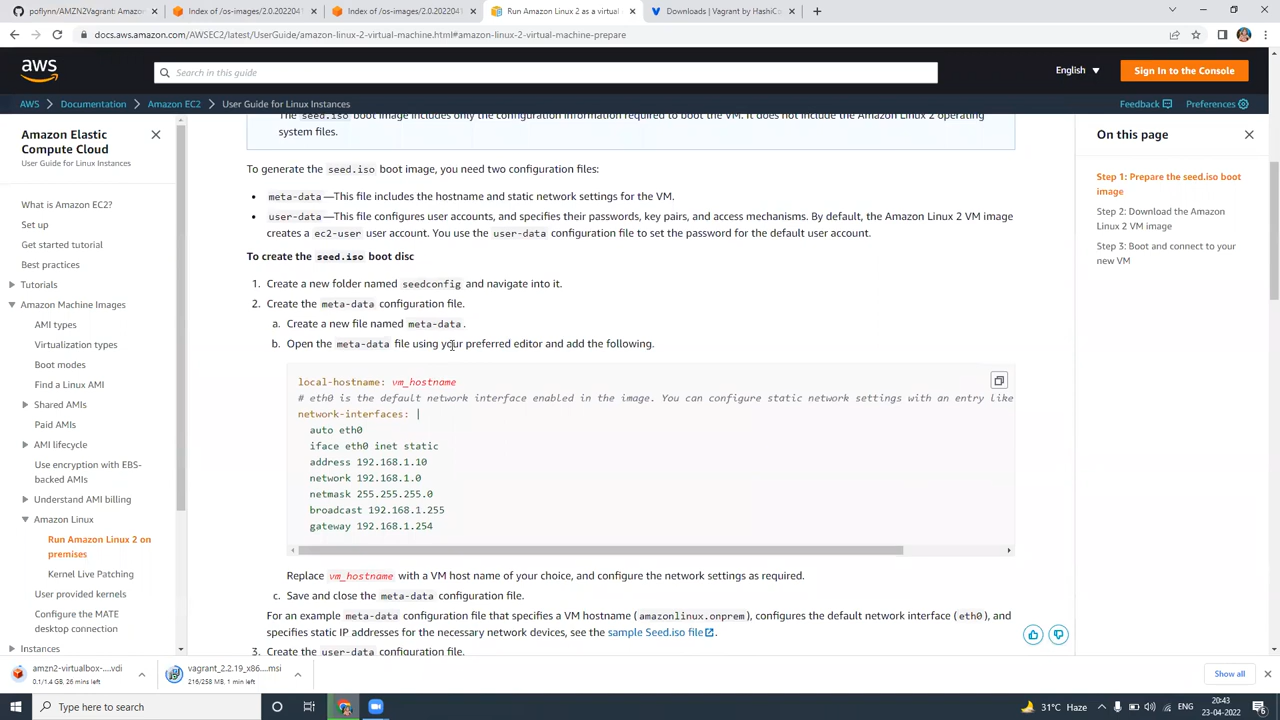 poflynn/AMZN2Vagrant: Amazo
Index of /os-images/2.0.2022041
Index of /os-images/2.0.2022041
Run Amazon Linux 2 as a virtual
Downloads | Vagrant by HashiCo
docs.aws.amazon.com/AWSEC2/latest/UserGuide/amazon-linux-2-virtual-machine.html#amazon-linux-2-virtual-machine-prepare
aws
Search in this guide
English
Sign In to the Console
AWS > Documentation > Amazon EC2 > User Guide for Linux Instances
Feedback
Preferences
Amazon Elastic
Compute Cloud
User Guide for Linux Instances
What is Amazon EC2?
Set up
Get started tutorial
Best practices
Tutorials
Amazon Machine Images
AMI types
Virtualization types
Boot modes
Find a Linux AMI
Shared AMIs
Paid AMIs
AMI lifecycle
Use encryption with EBS-
backed AMIs
Understand AMI billing
Amazon Linux
Run Amazon Linux 2 on
premises
Kernel Live Patching
User provided kernels
Configure the MATE
desktop connection
Instances
The seed.iso boot image includes only the configuration information required to boot the VM. It does not include the Amazon Linux 2 operating
system files.
To generate the seed.iso boot image, you need two configuration files:
• meta-data—This file includes the hostname and static network settings for the VM.
• user-data—This file configures user accounts, and specifies their passwords, key pairs, and access mechanisms. By default, the Amazon Linux 2 VM image
creates a ec2-user user account. You use the user-data configuration file to set the password for the default user account.
To create the seed.iso boot disc
1. Create a new folder named seedconfig and navigate into it.
2. Create the meta-data configuration file.
a. Create a new file named meta-data.
b. Open the meta-data file using your preferred editor and add the following.
local-hostname: vm_hostname
# eth0 is the default network interface enabled in the image. You can configure static network settings with an entry like
network-interfaces: |
auto eth0
iface eth0 inet static
address 192.168.1.10
network 192.168.1.0
netmask 255.255.255.0
broadcast 192.168.1.255
gateway 192.168.1.254
Replace vm_hostname with a VM host name of your choice, and configure the network settings as required.
c. Save and close the meta-data configuration file.
For an example meta-data configuration file that specifies a VM hostname (amazonlinux.onprem), configures the default network interface (eth0), and
specifies static IP addresses for the necessary network devices, see the sample Seed.iso file.
3. Create the user-data configuration file.
On this page
Step 1: Prepare the seed.iso boot
image
Step 2: Download the Amazon
Linux 2 VM image
Step 3: Boot and connect to your
new VM
amzn2-virtualbox-....vdi
0.1/1.4 GB, 26 mins left
vagrant_2.2.19_x86....msi
216/258 MB, 1 min left
Show all
Type here to search
31°C Haze
ENG
20:43
23-04-2022
6